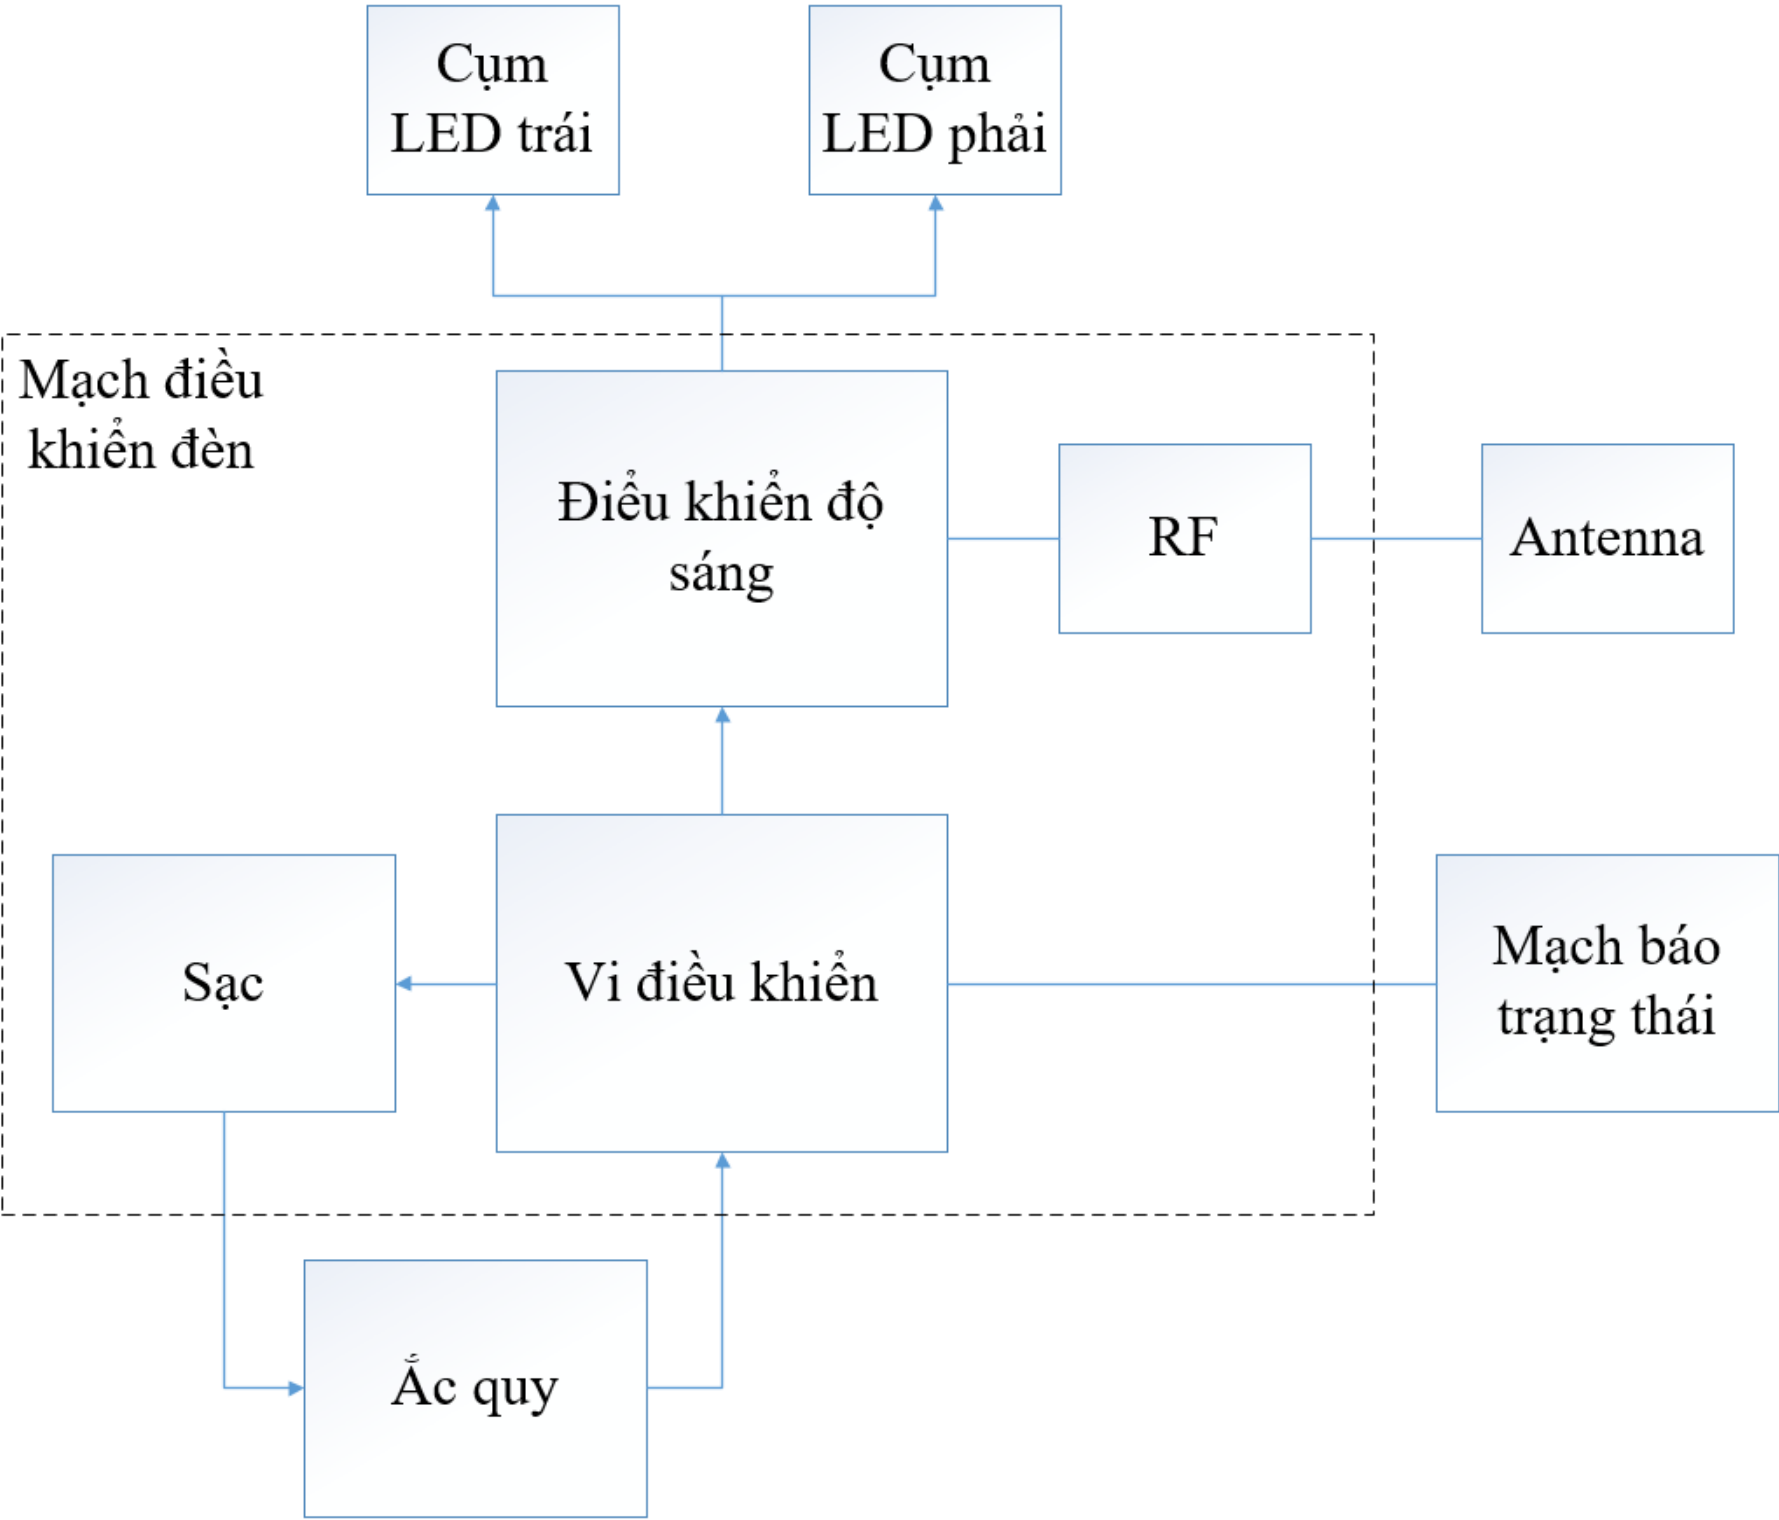 Cụm
LED trái
Cụm
LED phải
Mạch điều
khiển đèn
Điểu khiển độ
sáng
RF
Antenna
Sạc
Vi điều khiển
Mạch báo
trạng thái
Ắc quy